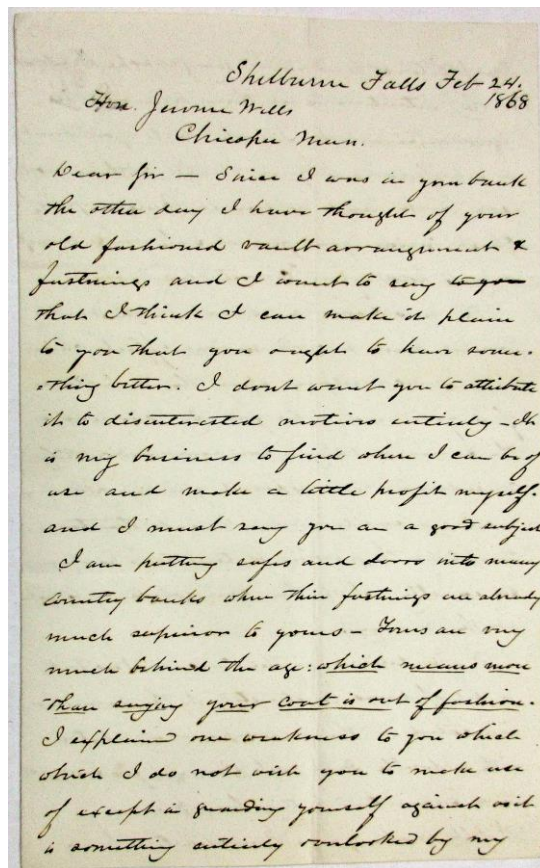 Shelburne Falls Feb 24.
1868
Hon. Jerome Wells
Chicopee Mass.
Dear Sir — Since I was in your bank
the other day I have thought of your
old fashioned vault arrangement &
fastnings and I want to say to you
that I think I can make it plain
to you that you ought to have some-
thing better. I dont want you to attribute
it to disinterested motives entirely — It
is my business to find where I can be of
use and make a little profit myself.
and I must say you are a good subject
I am putting safes and doors into many
country banks where their fastnings are already
much superior to yours — Yours are very
much behind the age: which means more
than saying your coat is out of fashion.
I explained one weakness to you which
which I do not wish you to make use
of except in guarding yourself against as it
is something entirely overlooked by my